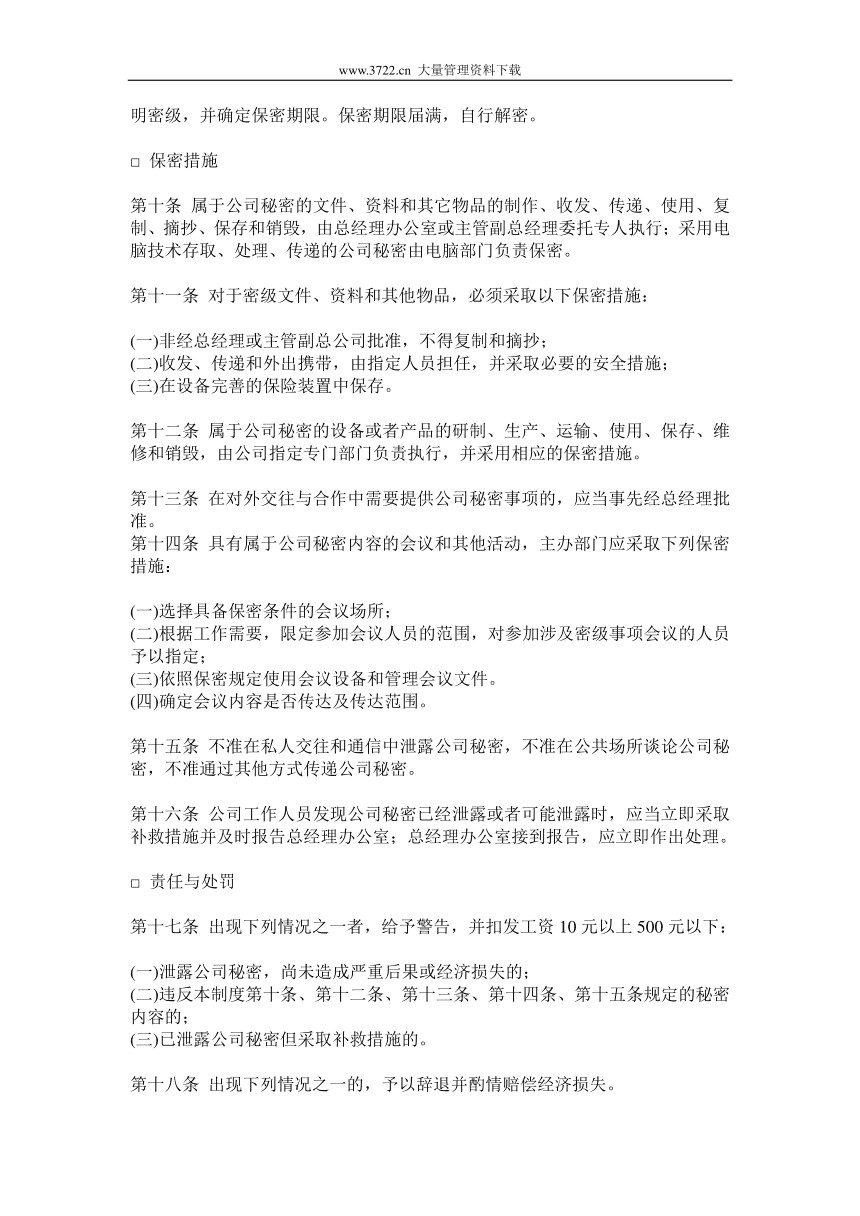 www.3722.cn 大量管理资料下载
明密级，并确定保密期限。保密期限届满，自行解密。
□ 保密措施
第十条 属于公司秘密的文件、资料和其它物品的制作、收发、传递、使用、复
制、摘抄、保存和销毁，由总经理办公室或主管副总经理委托专人执行；采用电
脑技术存取、处理、传递的公司秘密由电脑部门负责保密。
第十一条 对于密级文件、资料和其他物品，必须采取以下保密措施：
(一)非经总经理或主管副总公司批准，不得复制和摘抄；
(二)收发、传递和外出携带，由指定人员担任，并采取必要的安全措施；
(三)在设备完善的保险装置中保存。
第十二条 属于公司秘密的设备或者产品的研制、生产、运输、使用、保存、维
修和销毁，由公司指定专门部门负责执行，并采用相应的保密措施。
第十三条 在对外交往与合作中需要提供公司秘密事项的，应当事先经总经理批
准。
第十四条 具有属于公司秘密内容的会议和其他活动，主办部门应采取下列保密
措施：
(一)选择具备保密条件的会议场所；
(二)根据工作需要，限定参加会议人员的范围，对参加涉及密级事项会议的人员
予以指定；
(三)依照保密规定使用会议设备和管理会议文件。
(四)确定会议内容是否传达及传达范围。
第十五条 不准在私人交往和通信中泄露公司秘密，不准在公共场所谈论公司秘
密，不准通过其他方式传递公司秘密。
第十六条 公司工作人员发现公司秘密已经泄露或者可能泄露时，应当立即采取
补救措施并及时报告总经理办公室；总经理办公室接到报告，应立即作出处理。
□ 责任与处罚
第十七条 出现下列情况之一者，给予警告，并扣发工资 10 元以上 500 元以下：
(一)泄露公司秘密，尚未造成严重后果或经济损失的；
(二)违反本制度第十条、第十二条、第十三条、第十四条、第十五条规定的秘密
内容的；
(三)已泄露公司秘密但采取补救措施的。
第十八条 出现下列情况之一的，予以辞退并酌情赔偿经济损失。